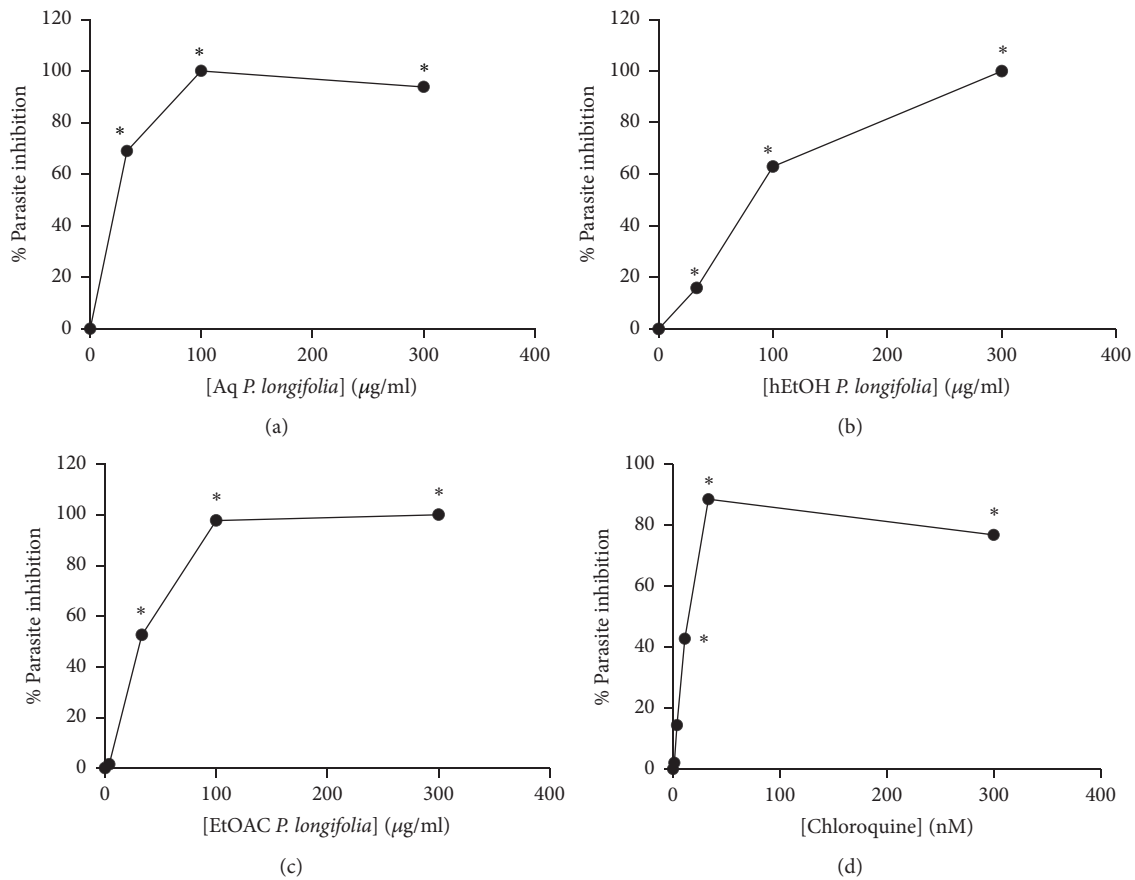 120
100
80
60
40
20
0
% Parasite inhibition
* * *
0 100 200 300 400
[Aq P. longifolia] (μg/ml)
(a)
120
100
80
60
40
20
0
% Parasite inhibition
* * *
0 100 200 300 400
[hEtOH P. longifolia] (μg/ml)
(b)
120
100
80
60
40
20
0
% Parasite inhibition
* * *
0 100 200 300 400
[EtOAC P. longifolia] (μg/ml)
(c)
100
80
60
40
20
0
% Parasite inhibition
* * *
0 100 200 300 400
[Chloroquine] (nM)
(d)